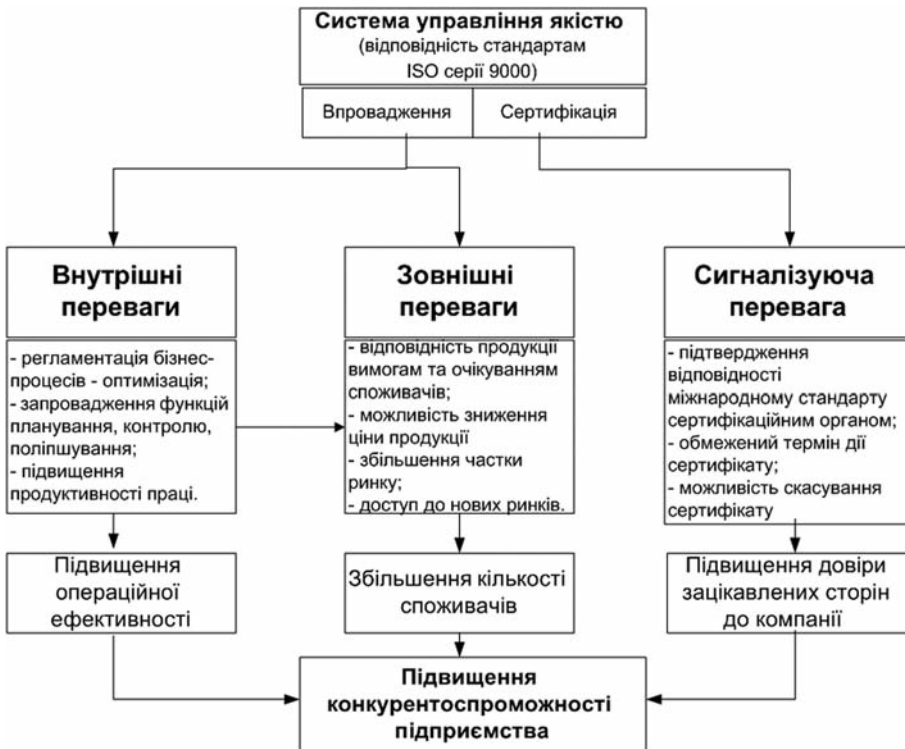 Система управління якістю
(відповідність стандартам
ISO серії 9000)
Впровадження
Сертифікація
Внутрішні
переваги
- регламентація бізнес-
процесів - оптимізація;
- запровадження функцій
планування, контролю,
поліпшування;
- підвищення
продуктивності праці.
Підвищення
операційної
ефективності
Зовнішні
переваги
- відповідність продукції
вимогам та очікуванням
споживачів;
- можливість зниження
ціни продукції
- збільшення частки
ринку;
- доступ до нових ринків.
Збільшення кількості
споживачів
Сигналізуюча
перевага
- підтвердження
відповідності
міжнародному стандарту
сертифікаційним органом;
- обмежений термін дії
сертифікату;
- можливість скасування
сертифікату
Підвищення довіри
зацікавлених сторін
до компанії
Підвищення
конкурентоспроможності
підприємства